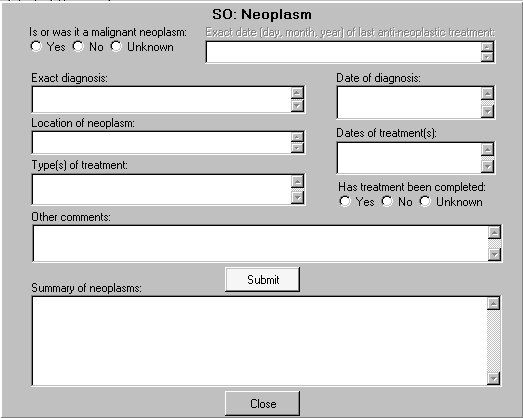 SO: Neoplasm
Is or was it a malignant neoplasm:
Yes No Unknown
Exact date (day, month, year) of last anti-neoplastic treatment:
Exact diagnosis:
Date of diagnosis:
Location of neoplasm:
Dates of treatment(s):
Type(s) of treatment:
Has treatment been completed:
Yes No Unknown
Other comments:
Submit
Summary of neoplasms:
Close